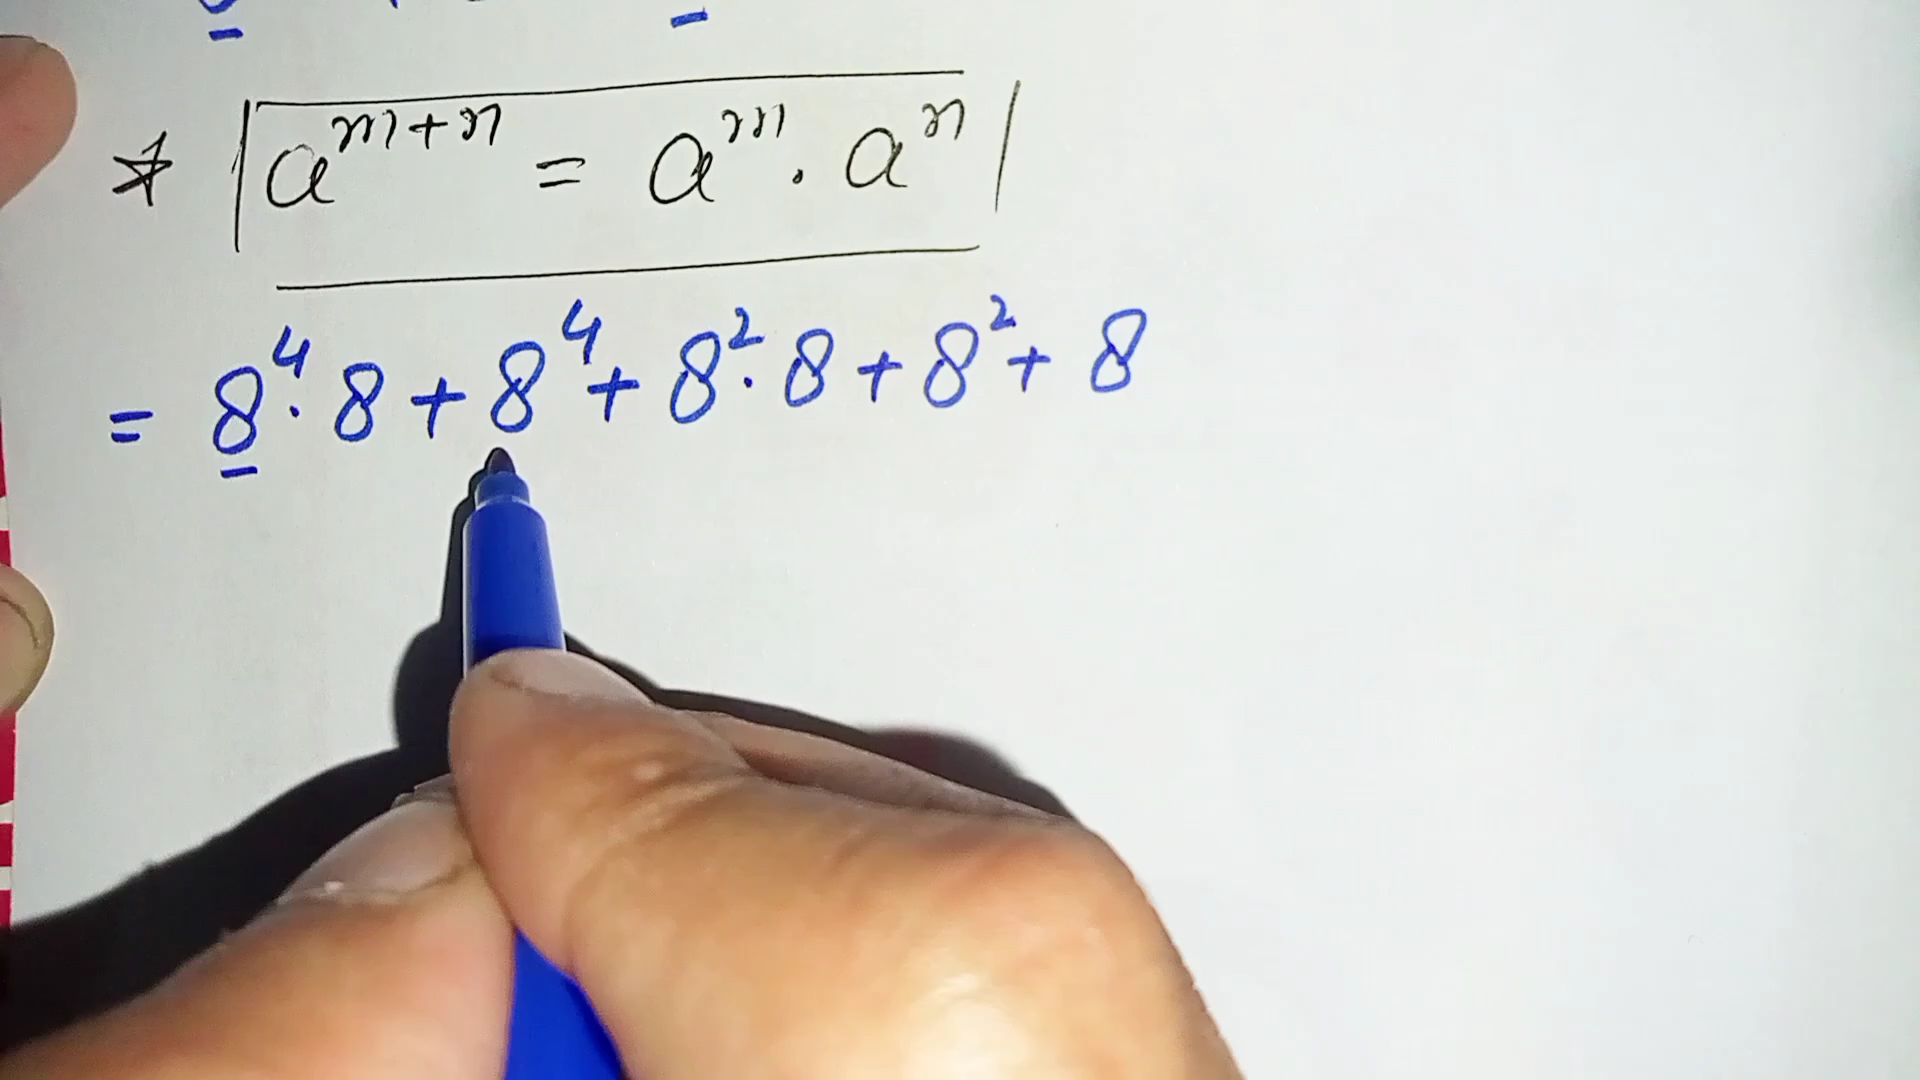 * |a^{m+n} = a^m . a^n|
= 8^4 . 8 + 8^4 + 8^2 . 8 + 8^2 + 8